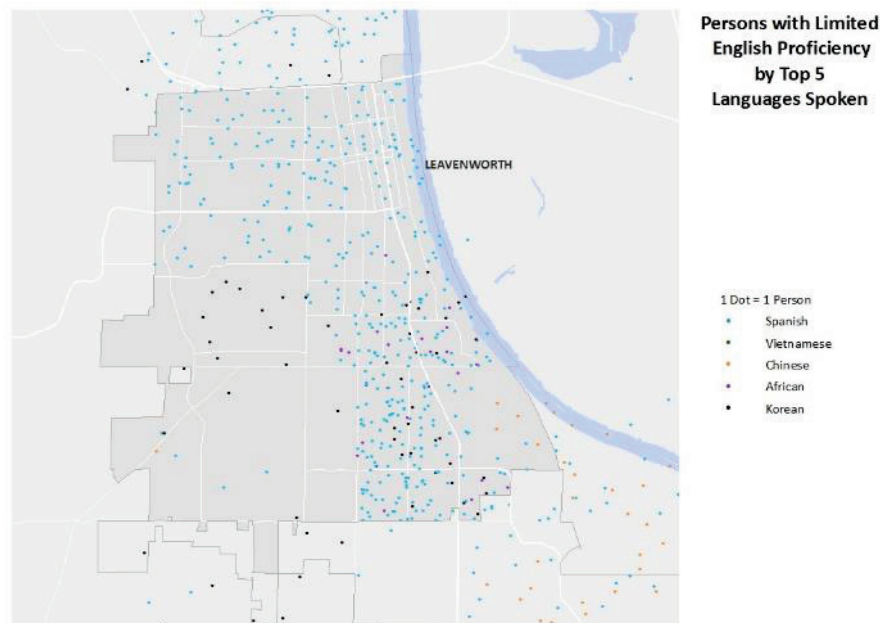 Persons with Limited
English Proficiency
by Top 5
Languages Spoken
LEAVENWORTH
1 Dot = 1 Person
Spanish
Vietnamese
Chinese
African
Korean